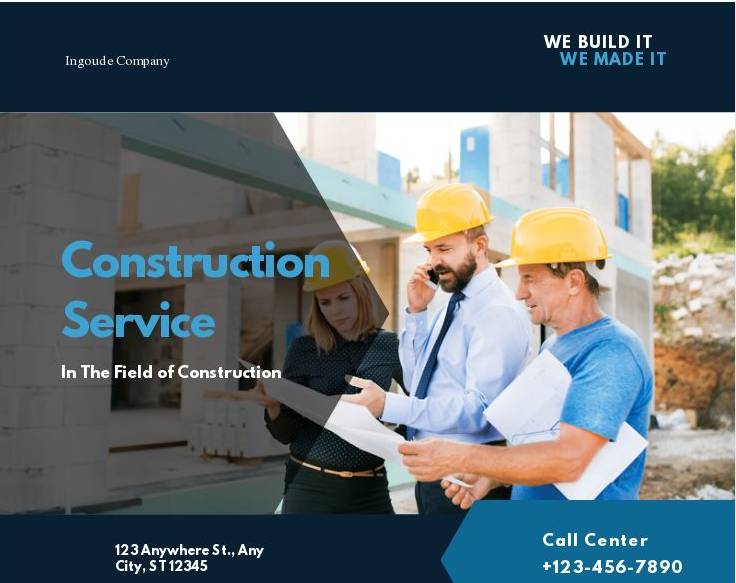 Ingoude Company
WE BUILD IT
WE MADE IT
Construction
Service
In The Field of Construction
123 Anywhere St., Any
City, ST 12345
Call Center
+123-456-7890